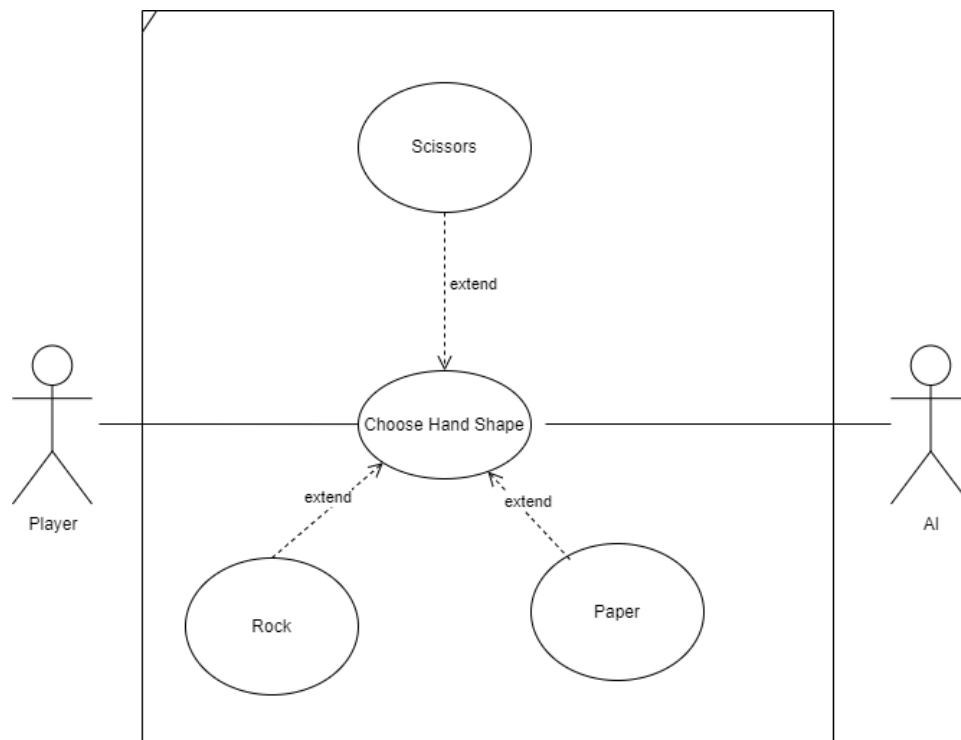 Scissors
extend
Choose Hand Shape
extend
extend
Player
AI
Rock
Paper